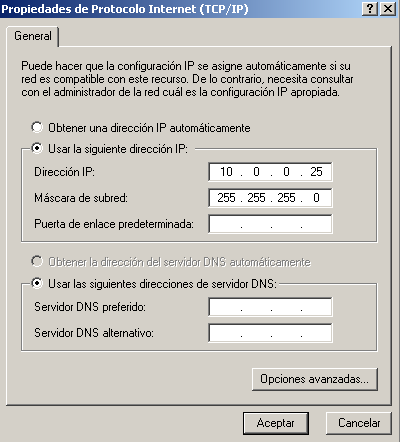 Propiedades de Protocolo Internet (TCP/IP)
General
Puede hacer que la configuración IP se asigne automáticamente si su
red es compatible con este recurso. De lo contrario, necesita consultar
con el administrador de la red cuál es la configuración IP apropiada.
Obtener una dirección IP automáticamente
Usar la siguiente dirección IP:
Dirección IP: 10 . 0 . 0 . 25
Máscara de subred: 255 . 255 . 255 . 0
Puerta de enlace predeterminada: . . .
Obtener la dirección del servidor DNS automáticamente
Usar las siguientes direcciones de servidor DNS:
Servidor DNS preferido: . . .
Servidor DNS alternativo: . . .
Opciones avanzadas...
Aceptar Cancelar